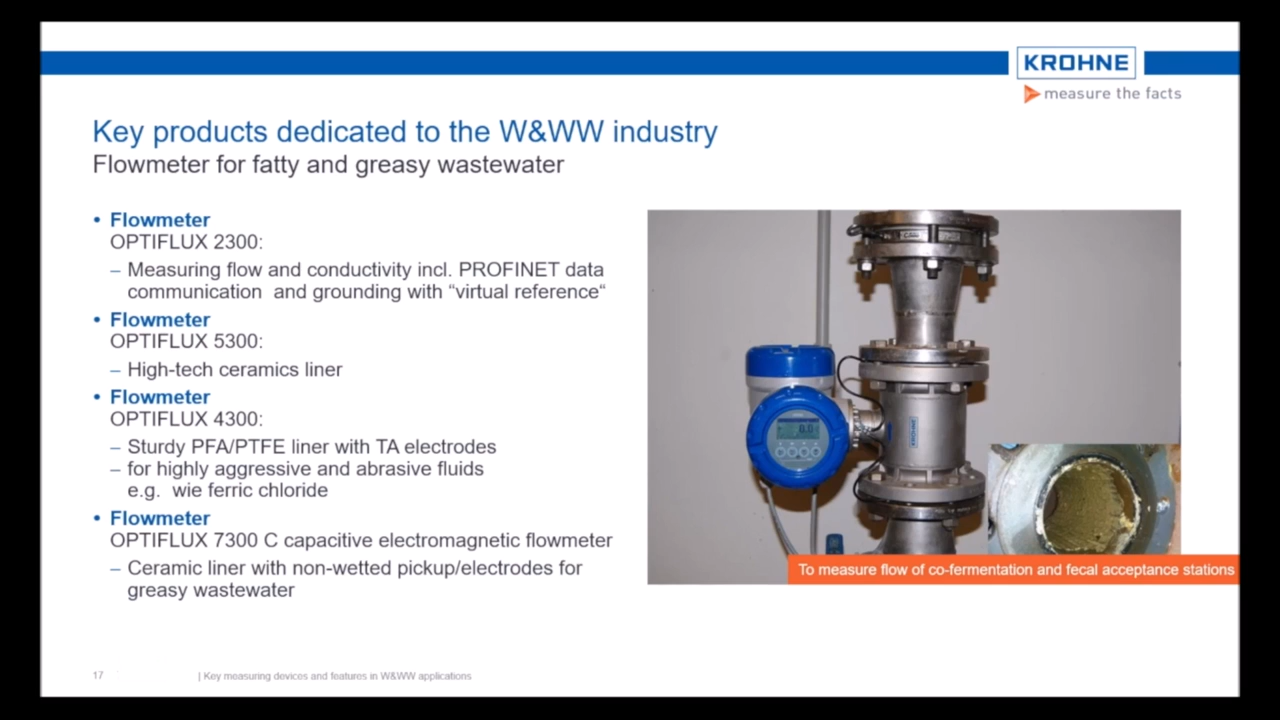 KROHNE
measure the facts
Key products dedicated to the W&WW industry
Flowmeter for fatty and greasy wastewater
• Flowmeter
OPTIFLUX 2300:
– Measuring flow and conductivity incl. PROFINET data
communication and grounding with “virtual reference“
• Flowmeter
OPTIFLUX 5300:
– High-tech ceramics liner
• Flowmeter
OPTIFLUX 4300:
– Sturdy PFA/PTFE liner with TA electrodes
– for highly aggressive and abrasive fluids
e.g. wie ferric chloride
• Flowmeter
OPTIFLUX 7300 C capacitive electromagnetic flowmeter
– Ceramic liner with non-wetted pickup/electrodes for
greasy wastewater
KROHNE
To measure flow of co-fermentation and fecal acceptance stations
17
| Key measuring devices and features in W&WW applications